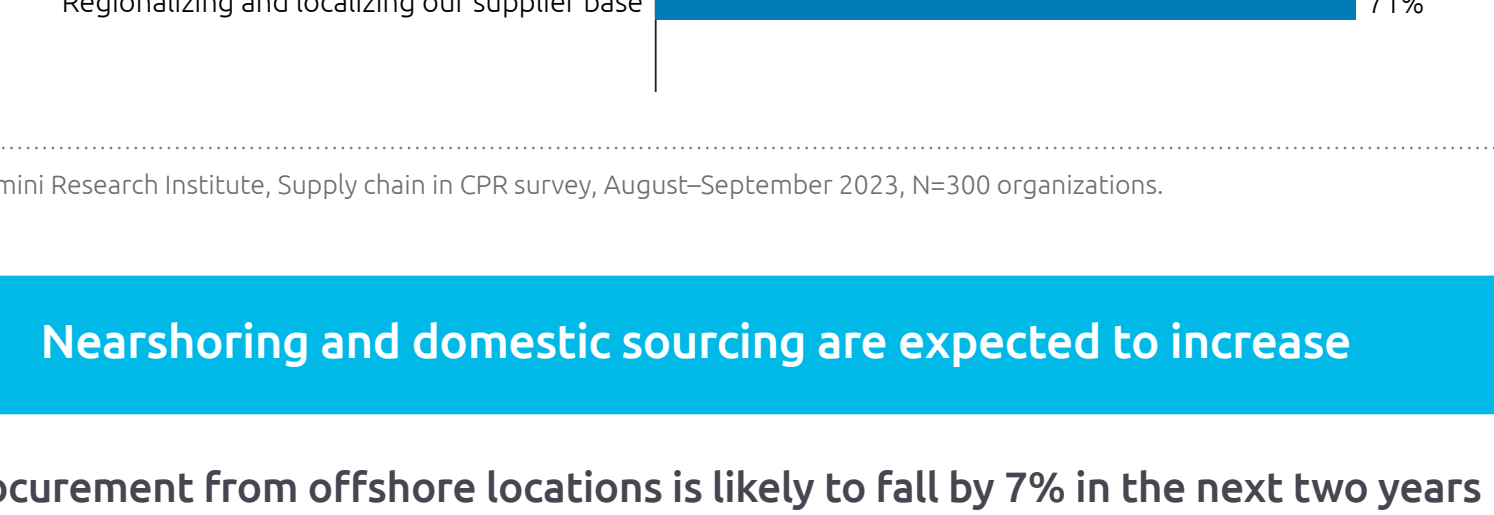 Regionalizing and localizing our supplier base 71%
mini Research Institute, Supply chain in CPR survey, August–September 2023, N=300 organizations.
Nearshoring and domestic sourcing are expected to increase
ocurement from offshore locations is likely to fall by 7% in the next two years